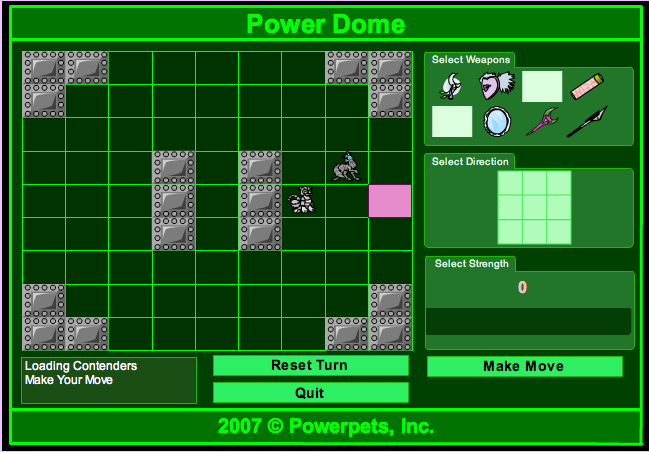 Power Dome
Select Weapons
Select Direction
Select Strength
0
Loading Contenders
Make Your Move
Reset Turn
Quit
Make Move
2007 © Powerpets, Inc.